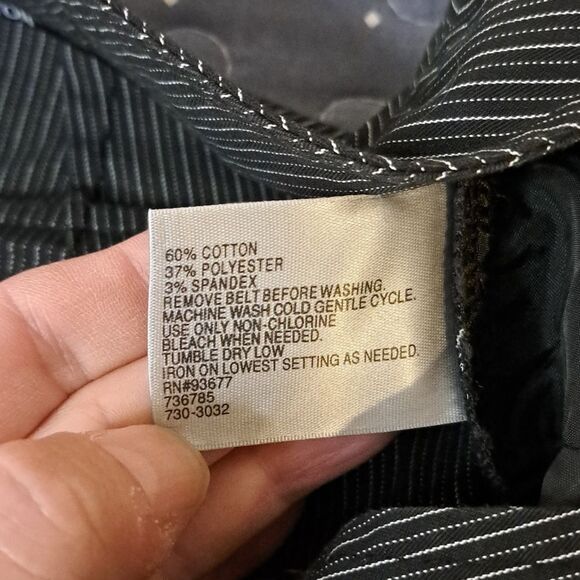 60% COTTON
37% POLYESTER
3% SPANDEX
REMOVE BELT BEFORE WASHING.
MACHINE WASH COLD GENTLE CYCLE.
USE ONLY NON-CHLORINE
BLEACH WHEN NEEDED.
TUMBLE DRY LOW
IRON ON LOWEST SETTING AS NEEDED.
RN#93677
736785
730-3032